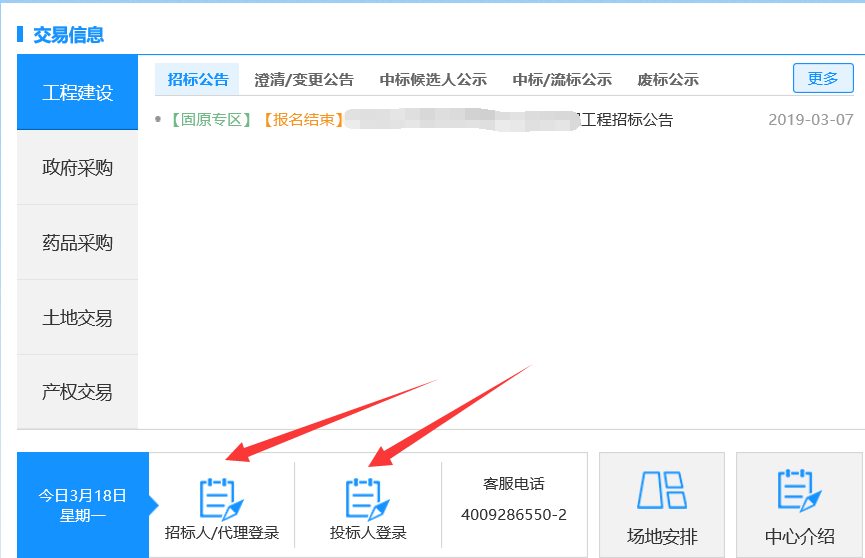 交易信息
工程建设
政府采购
药品采购
土地交易
产权交易
招标公告 澄清/变更公告 中标候选人公示 中标/流标公示 废标公示 更多
【固原专区】【报名结束】 工程招标公告 2019-03-07
今日3月18日
星期一
招标人/代理登录
投标人登录
客服电话
4009286550-2
场地安排
中心介绍